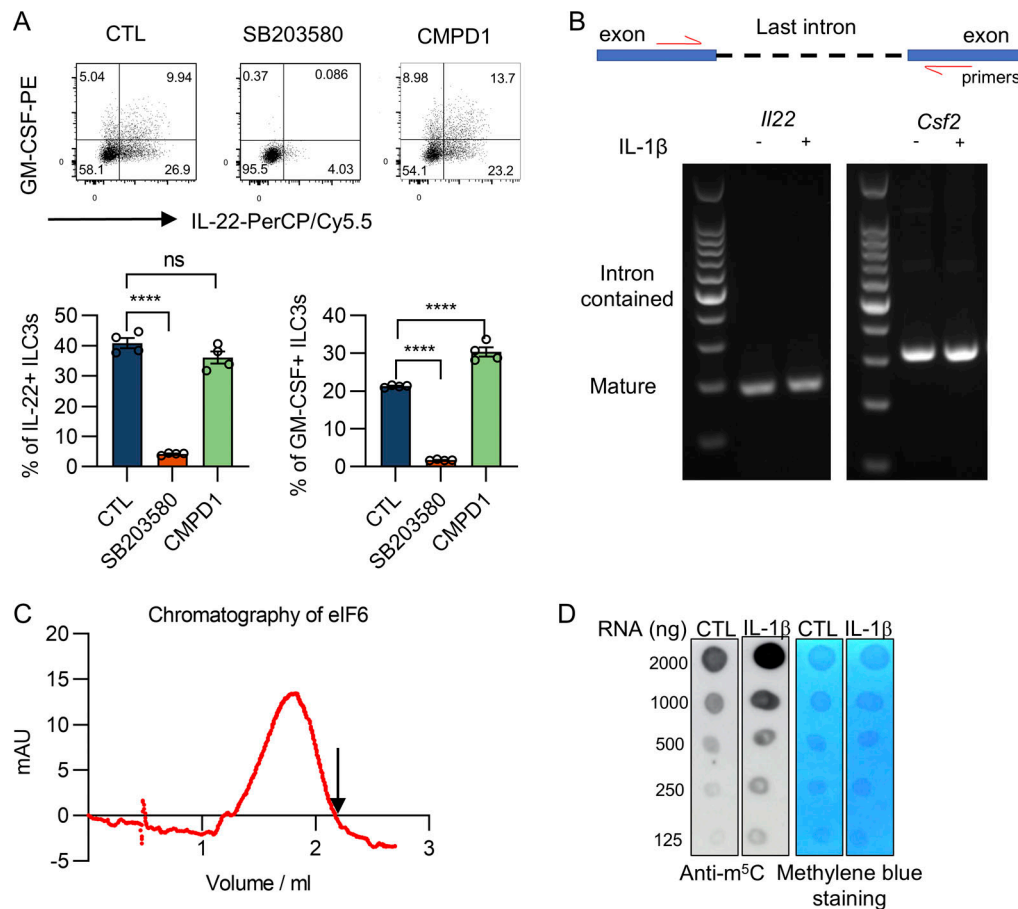 A
CTL
SB203580
CMPD1
5.04
9.94
58.1
26.9
0.37
0.086
95.5
4.03
8.98
13.7
54.1
23.2
0
0
0
0
0
0
GM-CSF-PE
IL-22-PerCP/Cy5.5
ns
****
% of IL-22+ ILC3s
50
40
30
20
10
0
CTL
SB203580
CMPD1
****
****
% of GM-CSF+ ILC3s
40
30
20
10
0
CTL
SB203580
CMPD1
B
Last intron
exon
exon
primers
Il22
Csf2
IL-1β
-
+
-
+
Intron
contained
Mature
C
Chromatography of eIF6
mAU
20
15
10
5
0
-5
1
2
3
Volume / ml
D
RNA (ng)
CTL
IL-1β
CTL
IL-1β
2000
1000
500
250
125
Anti-m⁵C
Methylene blue
staining